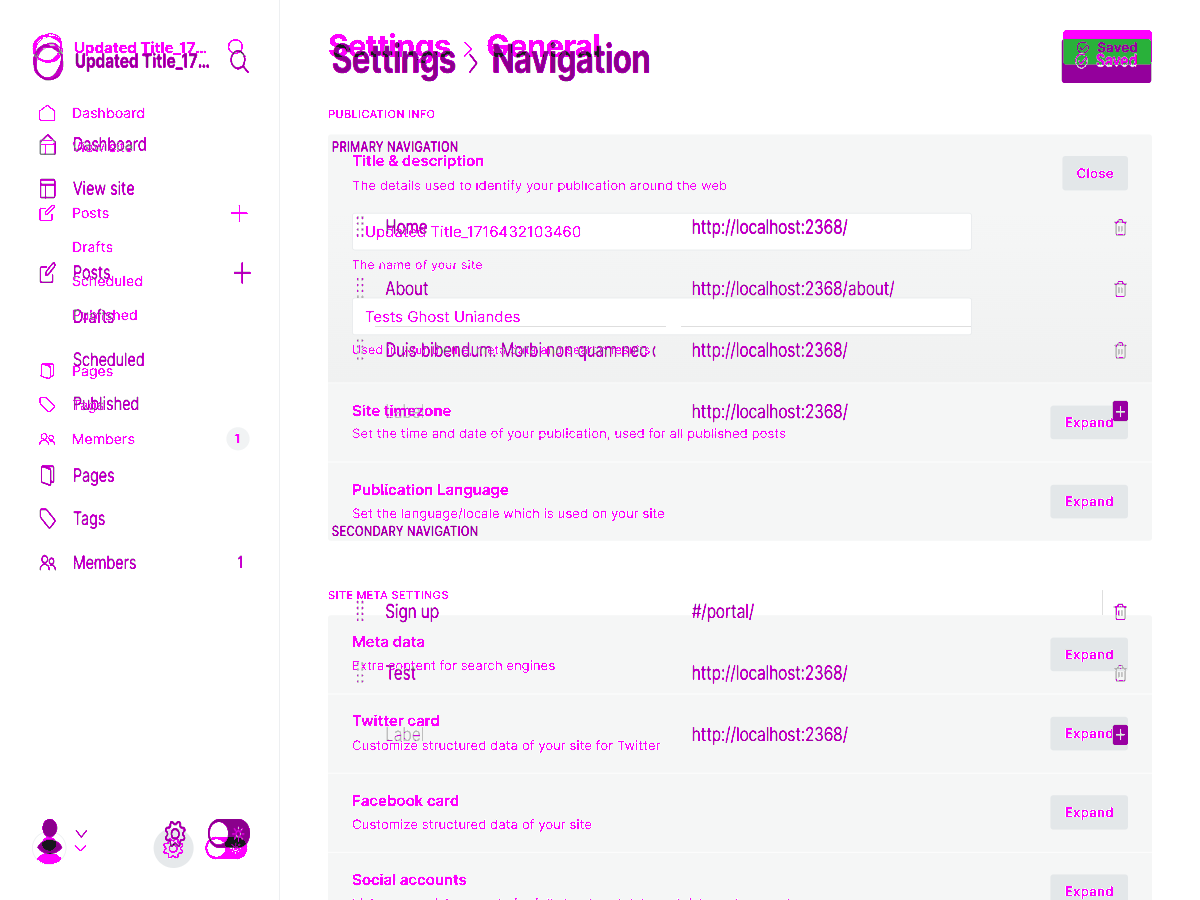 Updated Title_17...
Updated Title_17...
Dashboard
View site
Dashboard
View site
Posts
Drafts
Posts
Scheduled
Published
Drafts
Scheduled
Pages
Tags
Published
Members 1
Pages
Tags
Members 1
Settings > General
Settings > Navigation
Saved
Saved
PUBLICATION INFO
PRIMARY NAVIGATION
Title & description
The details used to identify your publication around the web
Close
Home http://localhost:2368/
Updated Title_1716432103460
The name of your site
About http://localhost:2368/about/
Tests Ghost Uniandes
Duis bibendum. Morbi non quam nec http://localhost:2368/
Site timezone
Label http://localhost:2368/
Set the time and date of your publication, used for all published posts
Expand
Publication Language
Set the language/locale which is used on your site
Expand
SECONDARY NAVIGATION
SITE META SETTINGS
Sign up #/portal/
Meta data
Extra content for search engines
Expand
Test http://localhost:2368/
Twitter card
Label http://localhost:2368/
Customize structured data of your site for Twitter
Expand
Facebook card
Customize structured data of your site
Expand
Social accounts
Expand